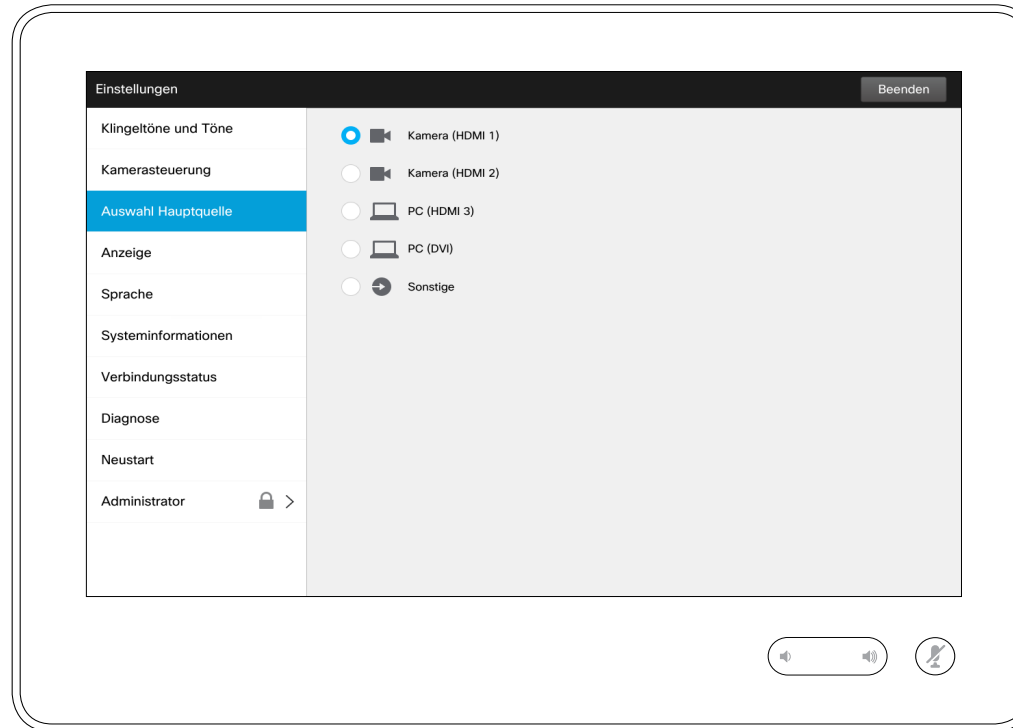 Einstellungen
Beenden
Klingeltöne und Töne
Kamerasteuerung
Auswahl Hauptquelle
Anzeige
Sprache
Systeminformationen
Verbindungsstatus
Diagnose
Neustart
Administrator
Kamera (HDMI 1)
Kamera (HDMI 2)
PC (HDMI 3)
PC (DVI)
Sonstige